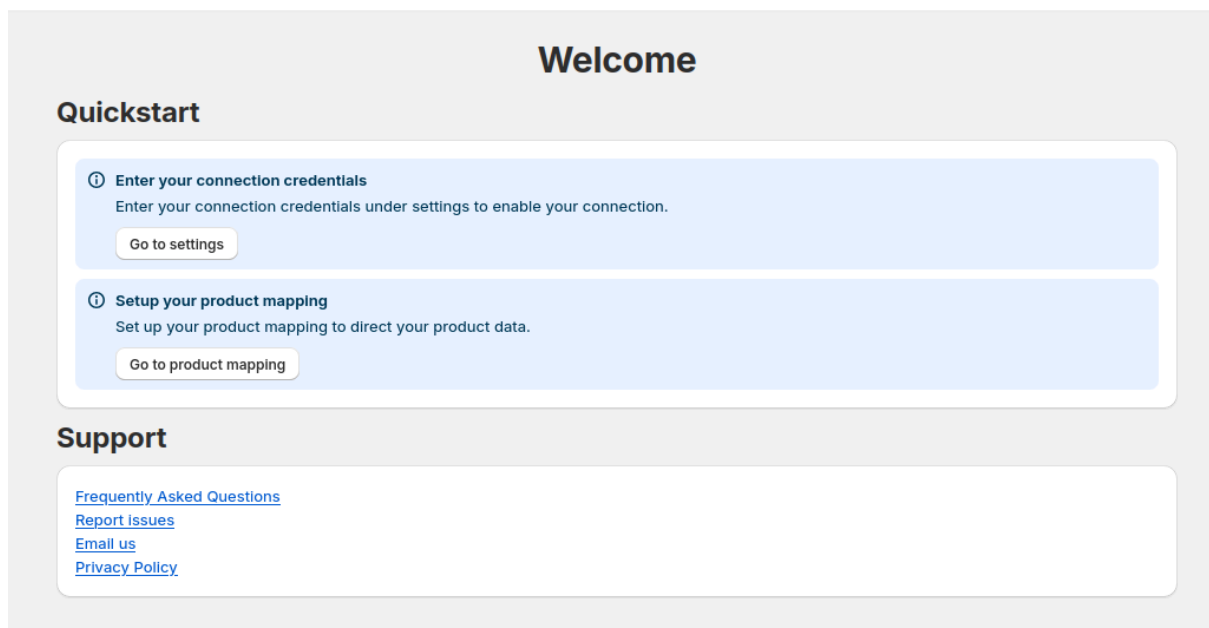 Welcome
Quickstart
Enter your connection credentials
Enter your connection credentials under settings to enable your connection.
Go to settings
Setup your product mapping
Set up your product mapping to direct your product data.
Go to product mapping
Support
Frequently Asked Questions
Report issues
Email us
Privacy Policy